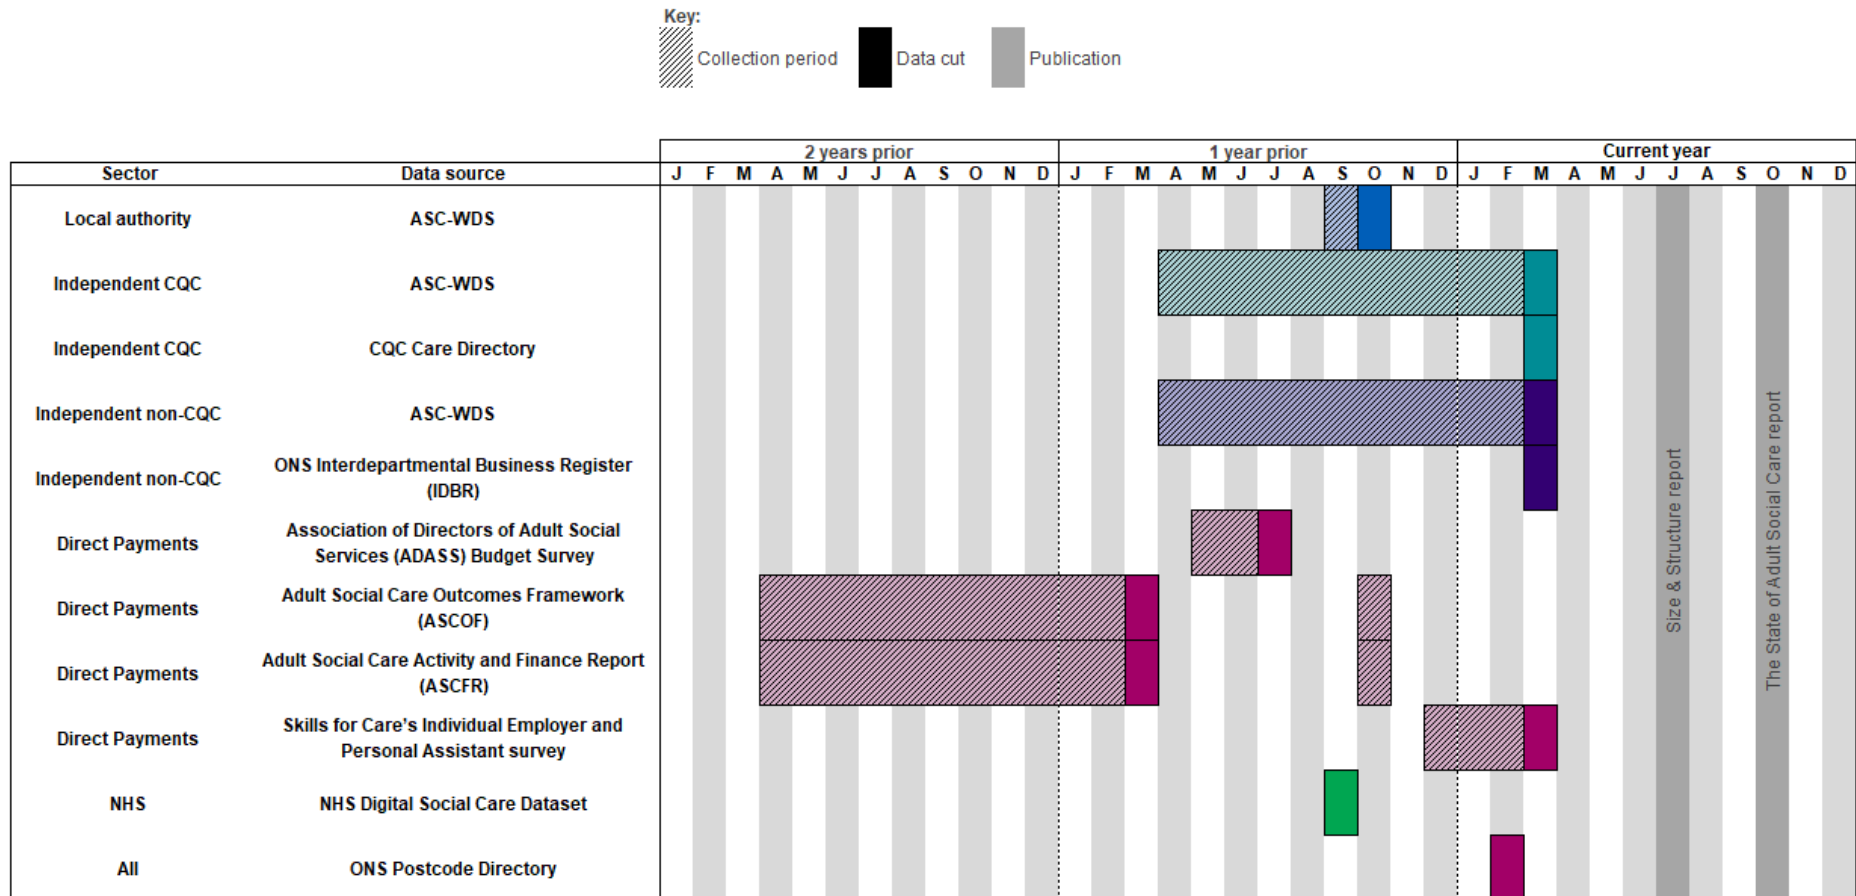 Key:
Collection period Data cut Publication
2 years prior 1 year prior Current year
Sector Data source J F M A M J J A S O N D J F M A M J J A S O N D J F M A M J J A S O N D
Local authority ASC-WDS
Independent CQC ASC-WDS
Independent CQC CQC Care Directory
Independent non-CQC ASC-WDS
Independent non-CQC ONS Interdepartmental Business Register
(IDBR)
Direct Payments Association of Directors of Adult Social
Services (ADASS) Budget Survey
Direct Payments Adult Social Care Outcomes Framework
(ASCOF)
Direct Payments Adult Social Care Activity and Finance Report
(ASCFR)
Direct Payments Skills for Care’s Individual Employer and
Personal Assistant survey
NHS NHS Digital Social Care Dataset
All ONS Postcode Directory
Size & Structure report
The State of Adult Social Care report